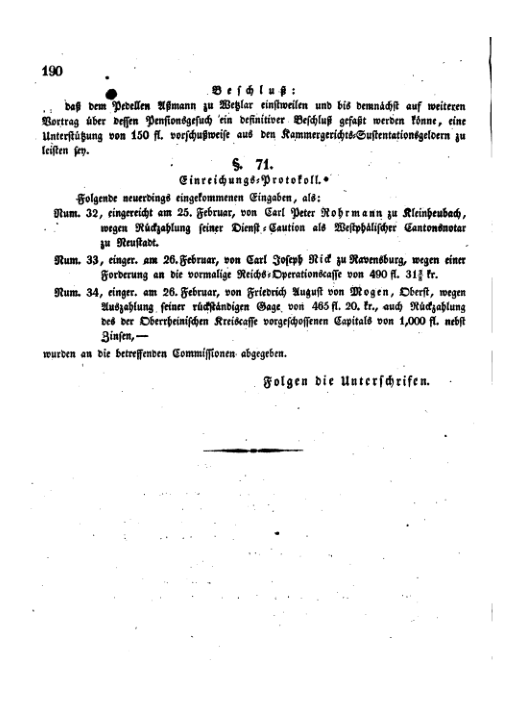 190
Beschluß:
daß dem Pedellen Aßmann zu Wetzlar einstweilen und bis demnächst auf weiteren
Vortrag über dessen Pensionsgesuch ein definitiver Beschluß gefaßt werden könne, eine
Unterstützung von 150 fl. vorschußweise aus den Kammergerichts-Sustentationsgeldern zu
leisten sey.
§. 71.
Einreichungs-Protokoll.
Folgende neuerdings eingekommenen Eingaben, als:
Num. 32, eingereicht am 25. Februar, von Carl Peter Rohrmann zu Kleinheubach,
wegen Rückzahlung seiner Dienst-Caution als Westphälischer Cantonsnotar
zu Neustadt.
Num. 33, einger. am 26. Februar, von Carl Joseph Rick zu Ravensburg, wegen einer
Forderung an die vormalige Reichs-Operationscasse von 490 fl. kr.
Num. 34, einger. am 26. Februar, von Friedrich August von Mogen, Oberst, wegen
Auszahlung seiner rückständigen Gage von 465 fl. 20. kr., auch Rückzahlung
des der Oberrheinischen Kreiscasse vorgeschossenen Capitals von 1,000 fl. nebst
Zinsen,—
wurden an die betreffenden Commissionen abgegeben.
Folgen die Unterschrifen.